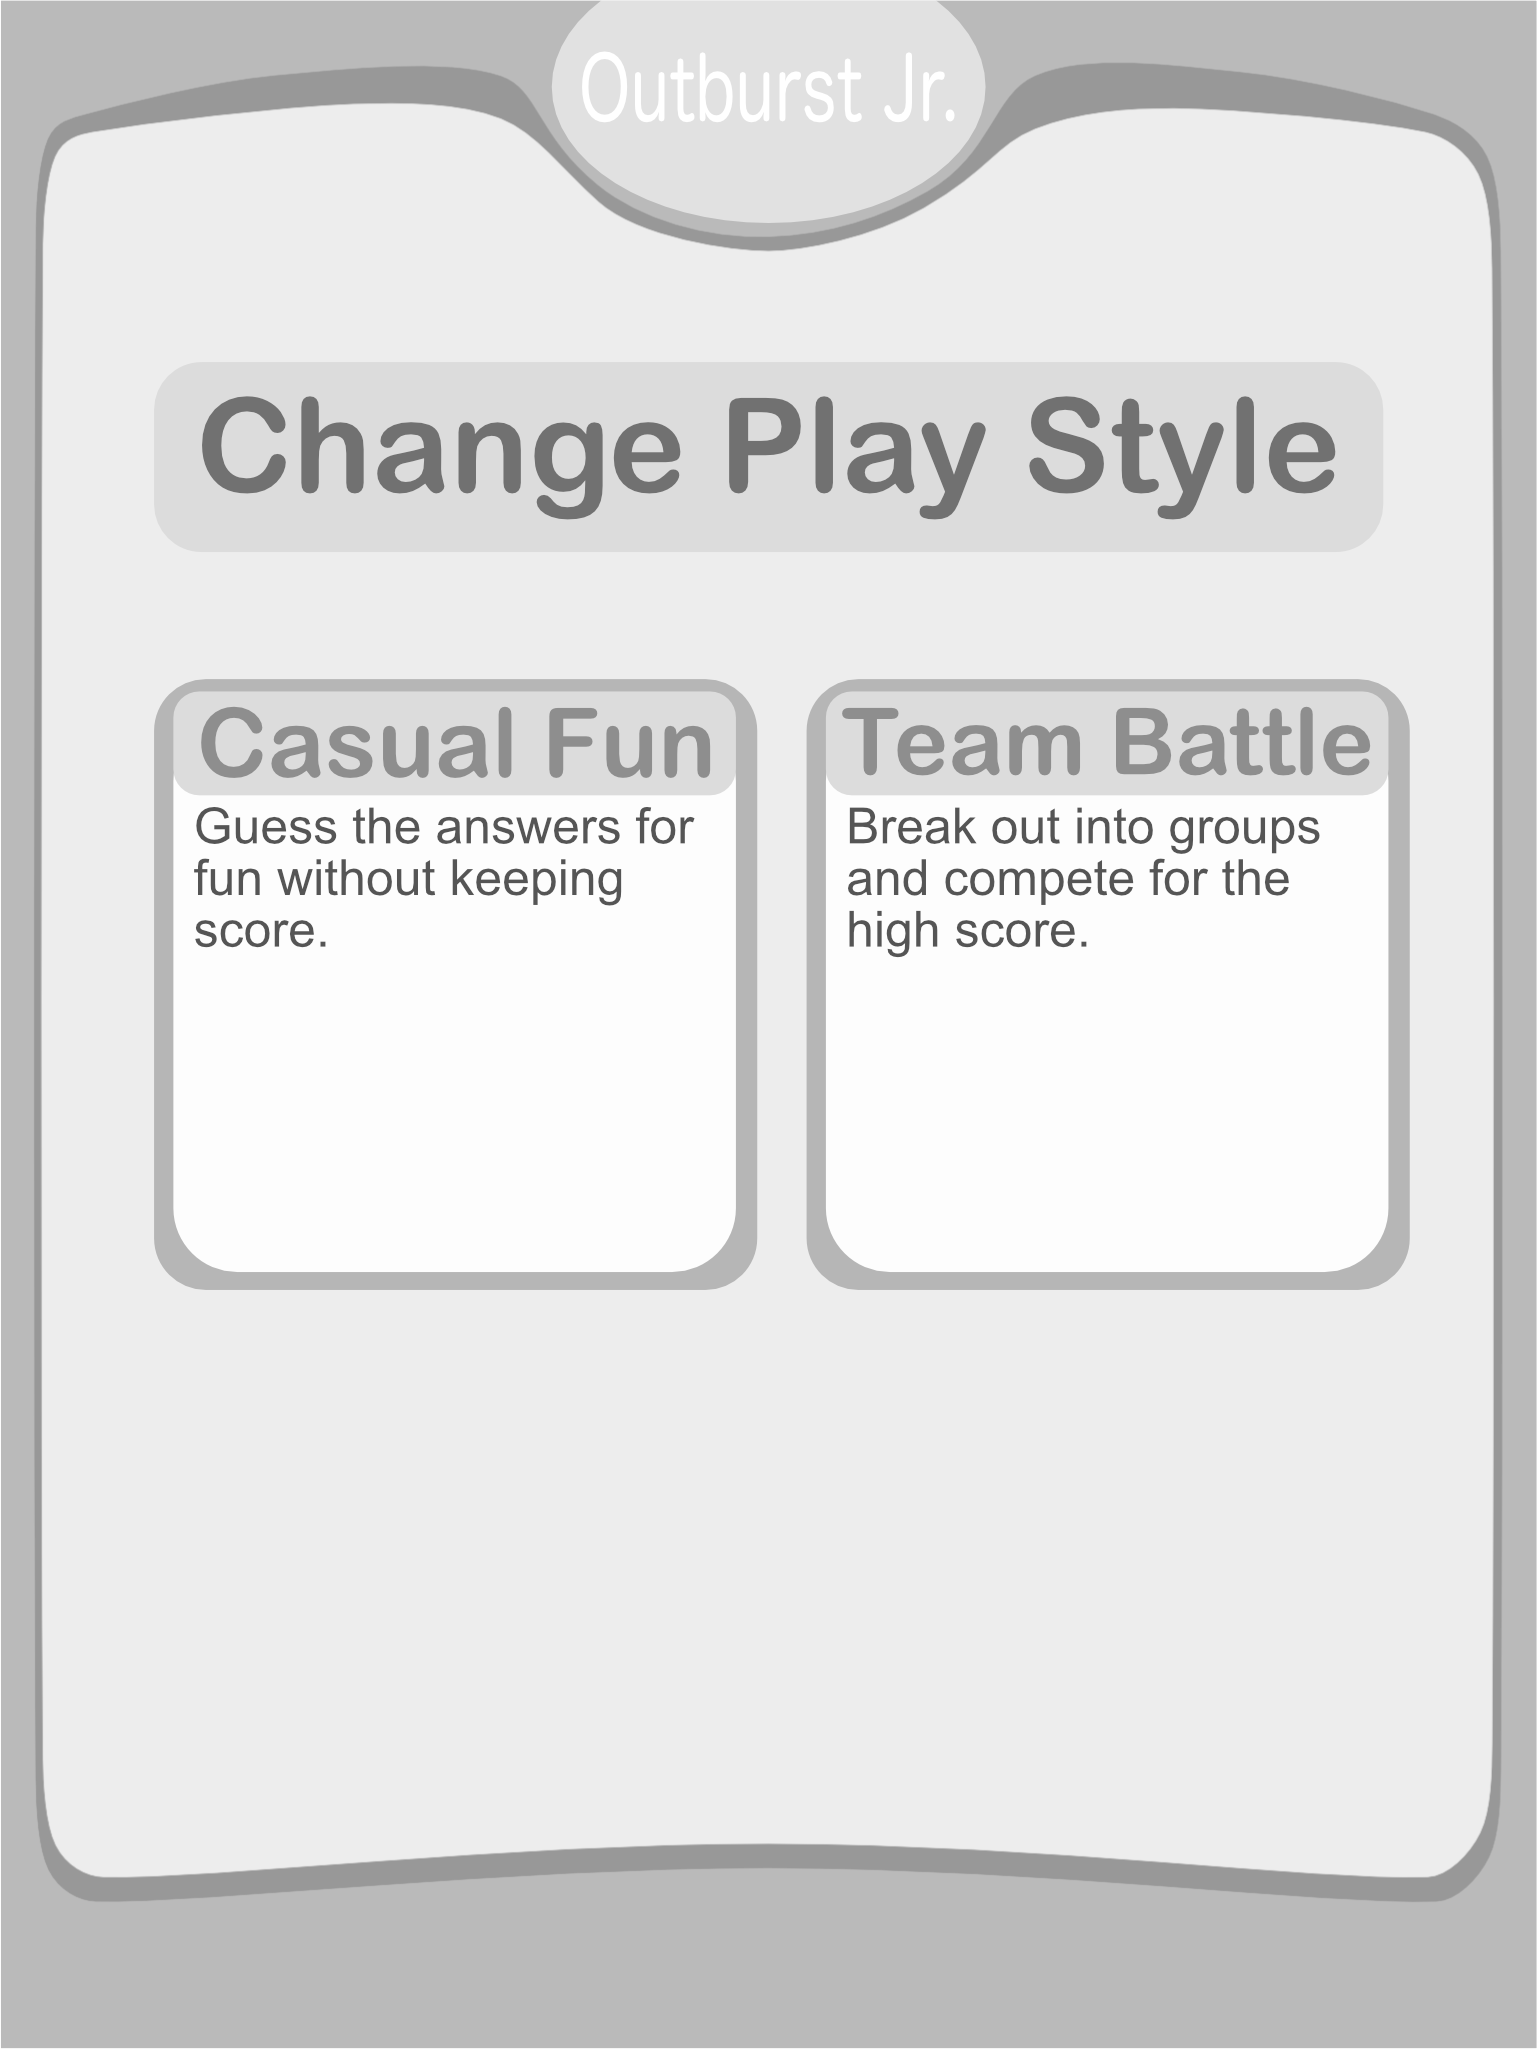 Outburst Jr.
Change Play Style
Casual Fun
Guess the answers for
fun without keeping
score.
Team Battle
Break out into groups
and compete for the
high score.